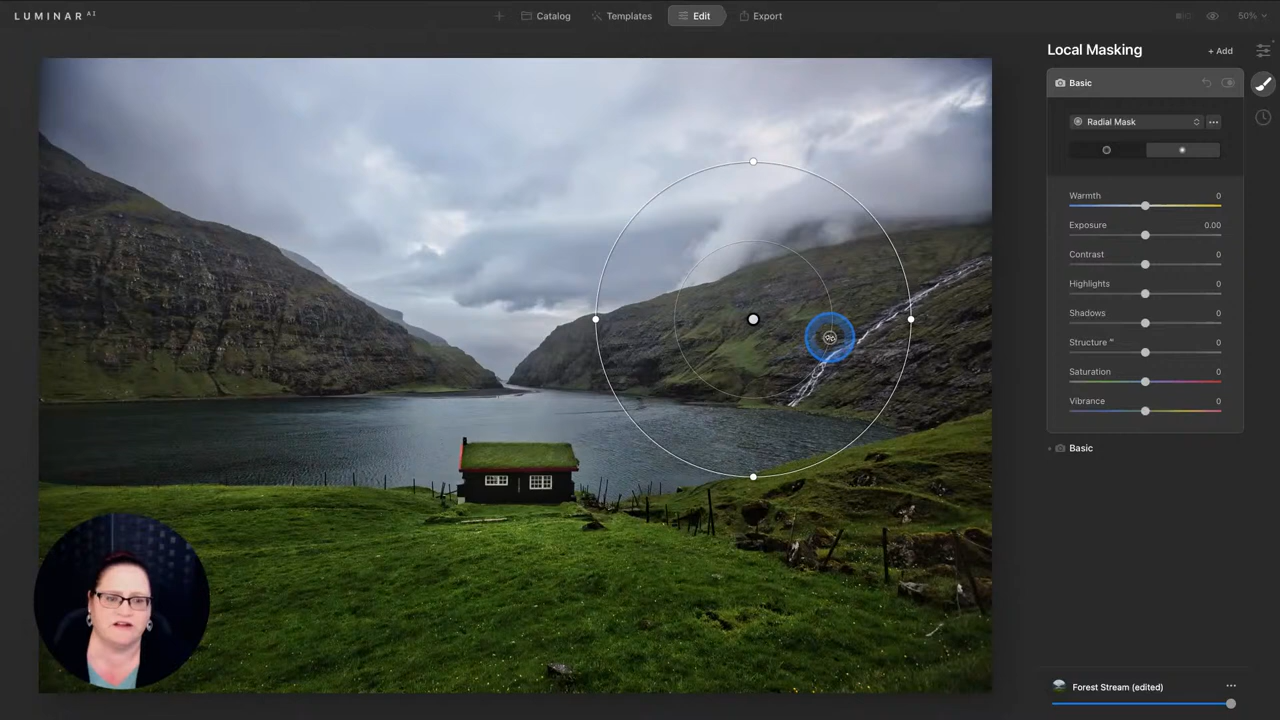 LUMINAR AI
Catalog
Templates
Edit
Export
50%
Local Masking
+ Add
Basic
Radial Mask
Warmth 0
Exposure 0.00
Contrast 0
Highlights 0
Shadows 0
Structure AI 0
Saturation 0
Vibrance 0
Basic
Forest Stream (edited)